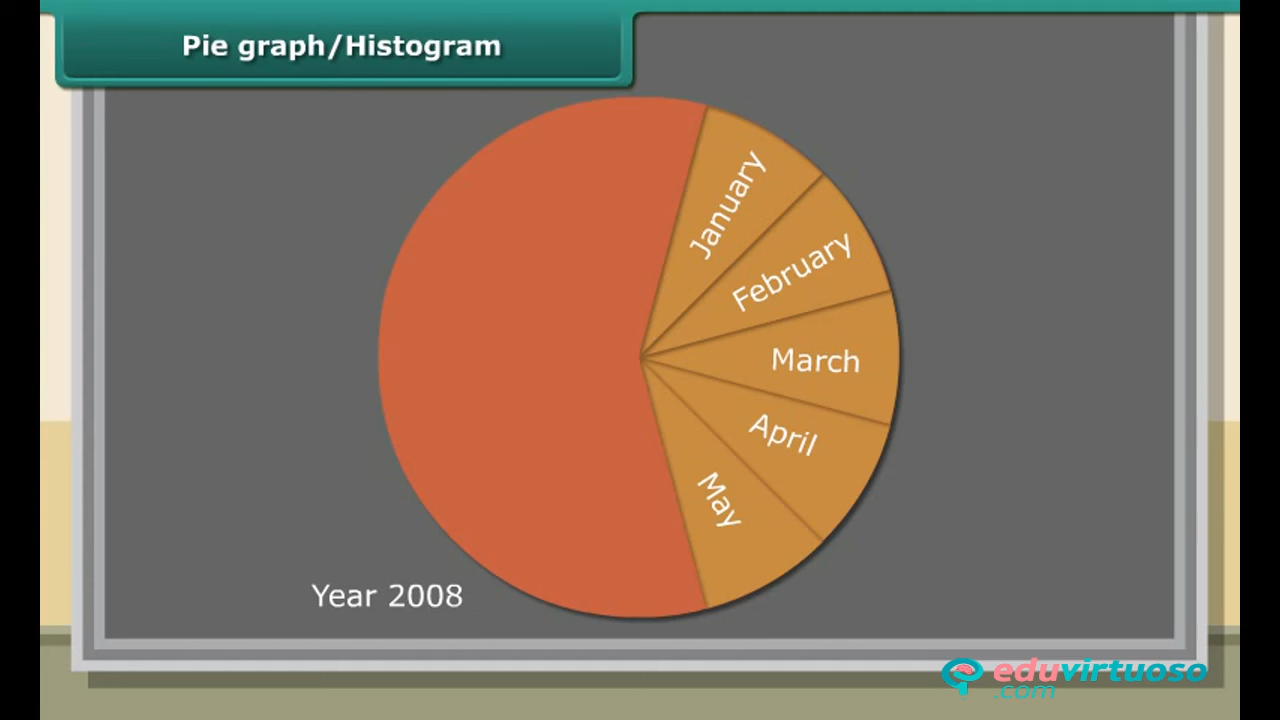 Pie graph/Histogram
January
February
March
April
May
Year 2008
eduvirtuoso
.com